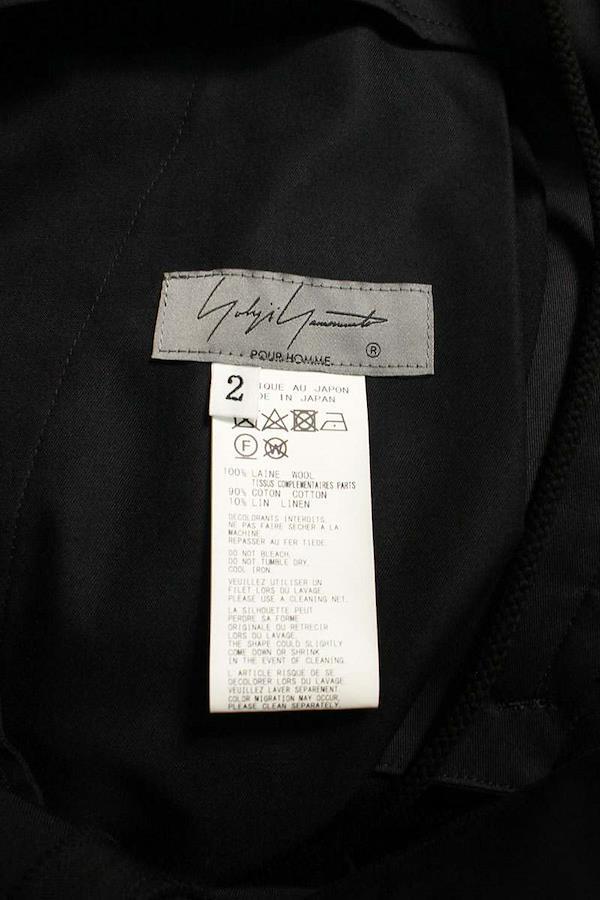 Yohji Yamamoto
POUR HOMME ®
2
IQUE AU JAPON
DE IN JAPAN
F W
100% LAINE WOOL
TISSUS COMPLEMENTAIRES PARTS
90% COTON COTTON
10% LIN LINEN
DECOLORANTS INTERDITS.
NE PAS FAIRE SECHER A LA
MACHINE.
REPASSER AU FER TIEDE.
DO NOT BLEACH.
DO NOT TUMBLE DRY.
COOL IRON.
VEUILLEZ UTILISER UN
FILET LORS DU LAVAGE.
PLEASE USE A CLEANING NET.
LA SILHOUETTE PEUT
PERDRE SA FORME
ORIGINALE OU RETRECIR
LORS DU LAVAGE.
THE SHAPE COULD SLIGHTLY
COME DOWN OR SHRINK
IN THE EVENT OF CLEANING.
L'ARTICLE RISQUE DE SE
DECOLORER LORS DU LAVAGE.
VEUILLEZ LAVER SEPAREMENT.
COLOR MIGRATION MAY OCCUR,
PLEASE CLEAN SEPARATELY.